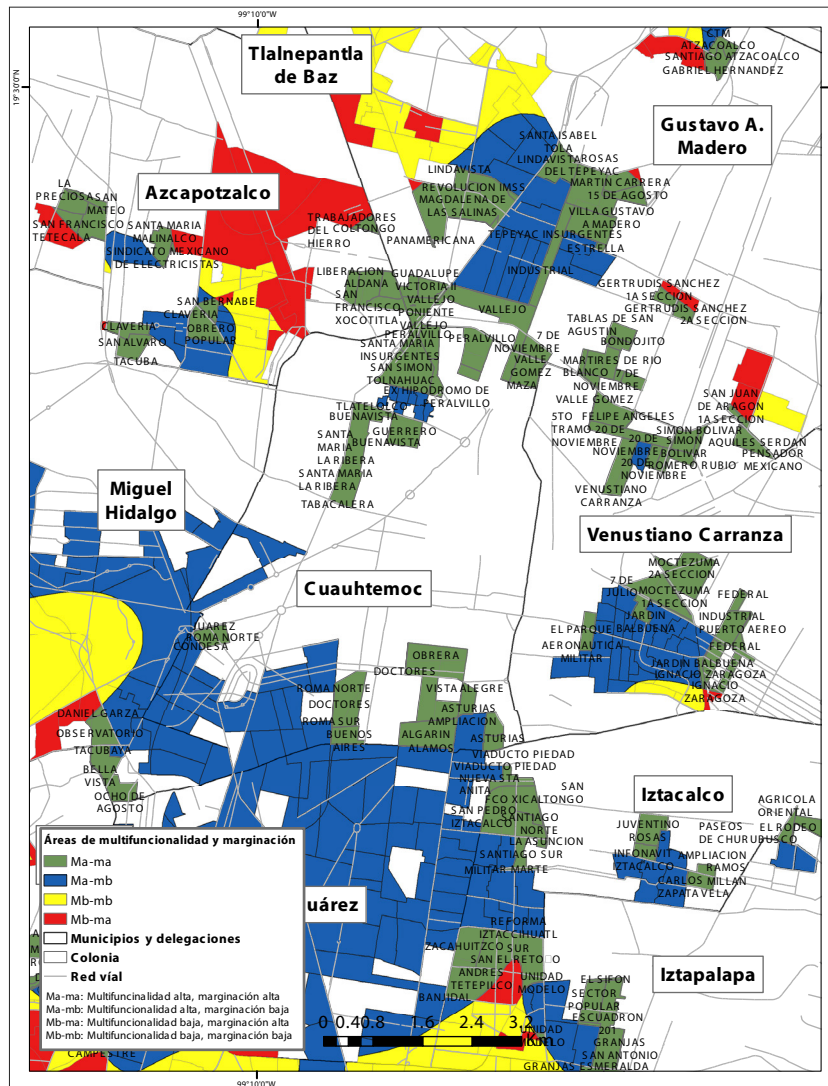 99°10'0"W
19°30'0"N
Tlalnepantla
de Baz
CTM
ATZACOALCO
SANTIAGO ATZACOALCO
GABRIEL HERNANDEZ
Gustavo A.
Madero
SANTA ISABEL
TOLA
LINDAVISTA
ROSAS
DEL TEPEYAC
LINDAVISTA
REVOLUCION IMSS
MAGDALENA DE
LAS SALINAS
MARTIN CARRERA
15 DE AGOSTO
VILLA GUSTAVO
A MADERO
TEPEYAC INSURGENTES
ESTRELLA
PANAMERICANA
INDUSTRIAL
Azcapotzalco
LA
PRECIOSA
SAN
MATEO
SAN FRANCISCO
TETECALA
SANTA MARIA
MALINALCO
SINDICATO MEXICANO
DE ELECTRICISTAS
TRABAJADORES
DEL
HIERRO
COLTONGO
LIBERACION
ALDANA
SAN
FRANCISCO
XOCOTITLA
GUADALUPE
VICTORIA II
VALLEJO
PONIENTE
VALLEJO
VALLEJO
SAN BERNABE
CLAVERIA
CLAVERIA
OBRERO
POPULAR
SAN ALVARO
TACUBA
GERTRUDIS SANCHEZ
1A SECCION
GERTRUDIS SANCHEZ
2A SECCION
TABLAS DE SAN
AGUSTIN
BONDOJITO
PERALVILLO
SANTA MARIA
INSURGENTES
SAN SIMON
TOLNAHUAC
PERALVILLO
7 DE
NOVIEMBRE
VALLE
GOMEZ
MAZA
MARTIRES DE RIO
BLANCO
7 DE
NOVIEMBRE
VALLE GOMEZ
EX HIPODROMO DE
PERALVILLO
TLATELOLCO
BUENAVISTA
GUERRERO
BUENAVISTA
SANTA
MARIA
LA RIBERA
SANTA MARIA
LA RIBERA
TABACALERA
SAN JUAN
DE ARAGON
1A SECCION
5TO
TRAMO 20 DE
NOVIEMBRE
FELIPE ANGELES
20 DE
NOVIEMBRE
20 DE
NOVIEMBRE
SIMON BOLIVAR
SIMON
BOLIVAR
ROMERO RUBIO
AQUILES SERDAN
PENSADOR
MEXICANO
VENUSTIANO
CARRANZA
Miguel
Hidalgo
Venustiano Carranza
Cuauhtemoc
MOCTEZUMA
2A SECCION
7 DE
JULIO
MOCTEZUMA
1A SECCION
FEDERAL
JARDIN
BALBUENA
INDUSTRIAL
PUERTO AEREO
EL PARQUE
AERONAUTICA
MILITAR
FEDERAL
JARDIN BALBUENA
IGNACIO ZARAGOZA
IGNACIO
ZARAGOZA
JUAREZ
ROMA NORTE
CONDESA
OBRERA
DOCTORES
ROMA NORTE
DOCTORES
ROMA SUR
BUENOS
AIRES
VISTA ALEGRE
ASTURIAS
AMPLIACION
ALGARIN
ALAMOS
ASTURIAS
DANIEL GARZA
OBSERVATORIO
TACUBAYA
BELLA
VISTA
OCHO DE
AGOSTO
VIADUCTO PIEDAD
VIADUCTO PIEDAD
NUEVA STA
ANITA
SAN
FCO XICALTONGO
SAN PEDRO
IZTACALCO
SANTIAGO
NORTE
LA ASUNCION
SANTIAGO SUR
MILITAR MARTE
Iztacalco
AGRICOLA
ORIENTAL
EL RODEO
JUVENTINO
ROSAS
PASEOS
DE CHURUBUSCO
INFONAVIT
IZTACALCO
AMPLIACION
RAMOS
CARLOS
MILLAN
ZAPATA VELA
uárez
REFORMA
IZTACCIHUATL
SUR
ZACAHUITZCO
SAN
ANDRES
TETEPILCO
EL RETO□O
UNIDAD
MODELO
BANJIDAL
Iztapalapa
EL SIFON
SECTOR
POPULAR
ESCUADRON
201
GRANJAS
SAN ANTONIO
GRANJAS ESMERALDA
UNIDAD
CAMPESTRE
Áreas de multifuncionalidad y marginación
Ma-ma
Ma-mb
Mb-mb
Mb-ma
Municipios y delegaciones
Colonia
Red víal
Ma-ma: Multifuncinalidad alta, marginación alta
Ma-mb: Multifuncionalidad alta, marginación baja
Mb-ma: Multifuncionalidad baja, marginación alta
Mb-mb: Multifuncionalidad baja, marginación baja
0 0.40.8 1.6 2.4 3.2
Km
99°10'0"W